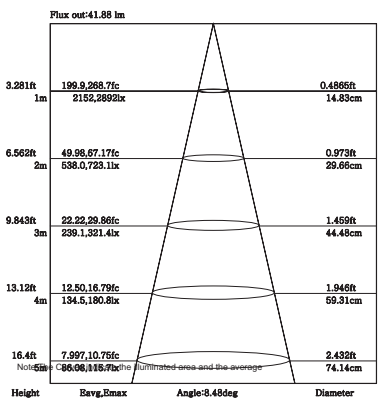 Flux out:41.88 lm
3.281ft 199.9,268.7fc 0.4865ft
1m 2152,2892lx 14.83cm
6.562ft 49.98,67.17fc 0.973ft
2m 538.0,723.1lx 29.66cm
9.843ft 22.22,29.86fc 1.459ft
3m 239.1,321.4lx 44.48cm
13.12ft 12.50,16.79fc 1.946ft
4m 134.5,180.8lx 59.31cm
16.4ft 7.997,10.75fc 2.432ft
5m 86.08,115.7lx 74.14cm
Note:The the illuminated area and the average
Height Eavg,Emax Angle:8.48deg Diameter